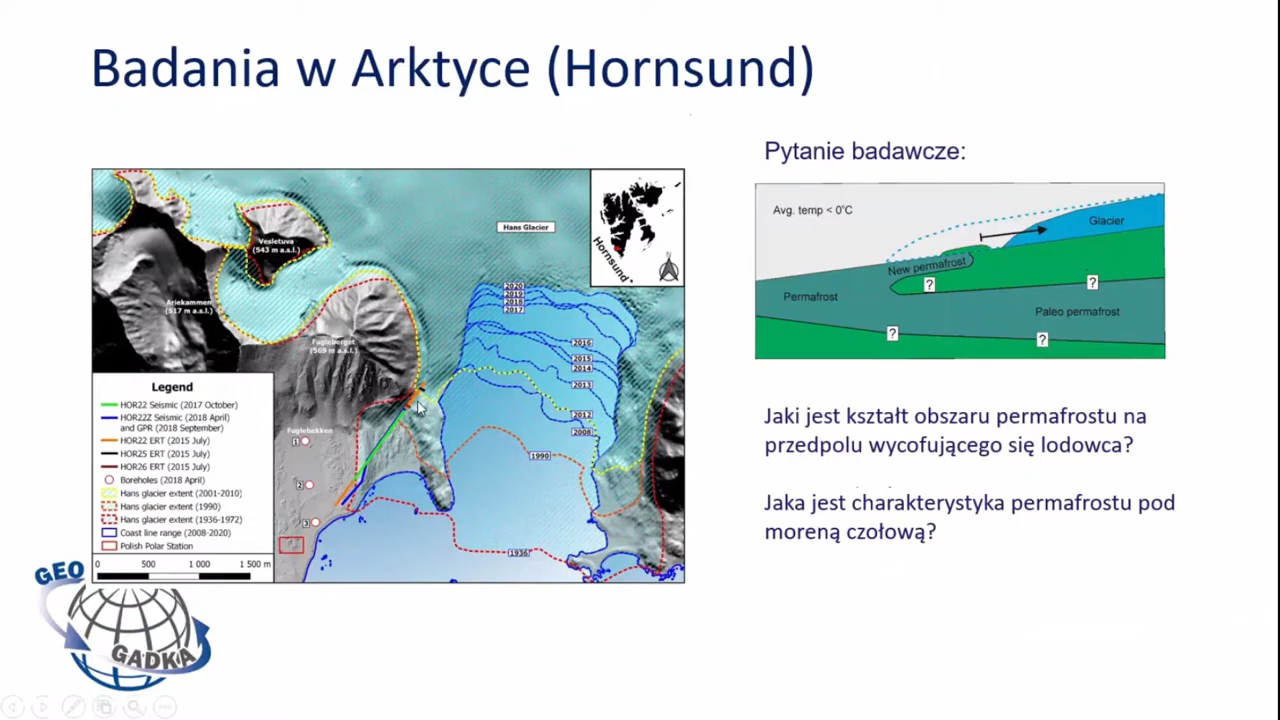 Badania w Arktyce (Hornsund)
Pytanie badawcze:
Hans Glacier
Hornsund
Vesletuva
(543 m a.s.l.)
Ariekammen
(517 m a.s.l.)
Fugleberget
(569 m a.s.l.)
2020
2019
2018
2017
2016
2015
2014
2013
2012
2008
1990
1936
Fuglebekken
1
2
3
Legend
HOR22 Seismic (2017 October)
HOR22Z Seismic (2018 April)
and GPR (2018 September)
HOR22 ERT (2015 July)
HOR25 ERT (2015 July)
HOR26 ERT (2015 July)
Boreholes (2018 April)
Hans glacier extent (2001-2010)
Hans glacier extent (1990)
Hans glacier extent (1936-1972)
Coast line range (2008-2020)
Polish Polar Station
0 500 1 000 1 500 m
Avg. temp < 0°C
Glacier
New permafrost
?
?
Permafrost
Paleo permafrost
?
?
Jaki jest kształt obszaru permafrostu na
przedpolu wycofującego się lodowca?
Jaka jest charakterystyka permafrostu pod
moreną czołową?
GEO
GADKA